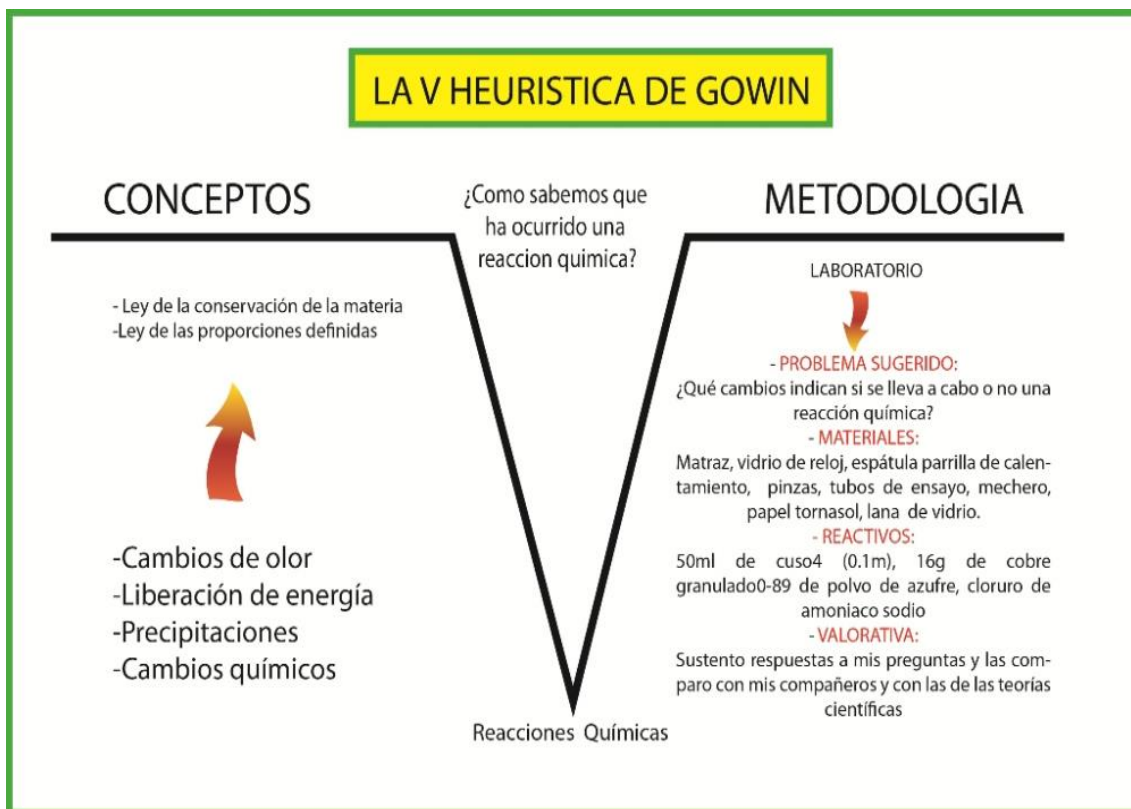 LA V HEURISTICA DE GOWIN
CONCEPTOS
- Ley de la conservación de la materia
-Ley de las proporciones definidas
-Cambios de olor
-Liberación de energía
-Precipitaciones
-Cambios químicos
¿Como sabemos que
ha ocurrido una
reaccion quimica?
Reacciones Químicas
METODOLOGIA
LABORATORIO
- PROBLEMA SUGERIDO:
¿Qué cambios indican si se lleva a cabo o no una
reacción química?
- MATERIALES:
Matraz, vidrio de reloj, espátula parrilla de calen-
tamiento, pinzas, tubos de ensayo, mechero,
papel tornasol, lana de vidrio.
- REACTIVOS:
50ml de cuso4 (0.1m), 16g de cobre
granulado0-89 de polvo de azufre, cloruro de
amoniaco sodio
- VALORATIVA:
Sustento respuestas a mis preguntas y las com-
paro con mis compañeros y con las de las teorías
científicas